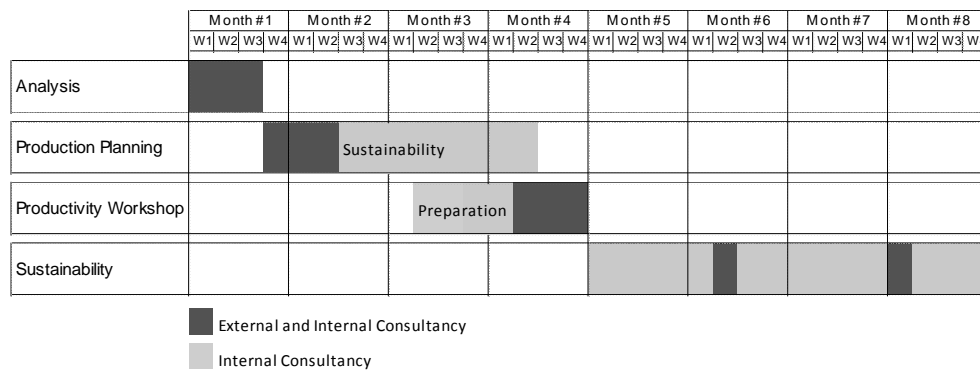 Month #1 Month #2 Month #3 Month #4 Month #5 Month #6 Month #7 Month #8
W1 W2 W3 W4 W1 W2 W3 W4 W1 W2 W3 W4 W1 W2 W3 W4 W1 W2 W3 W4 W1 W2 W3 W4 W1 W2 W3 W4 W1 W2 W3 W
Analysis
Production Planning Sustainability
Productivity Workshop Preparation
Sustainability
External and Internal Consultancy
Internal Consultancy